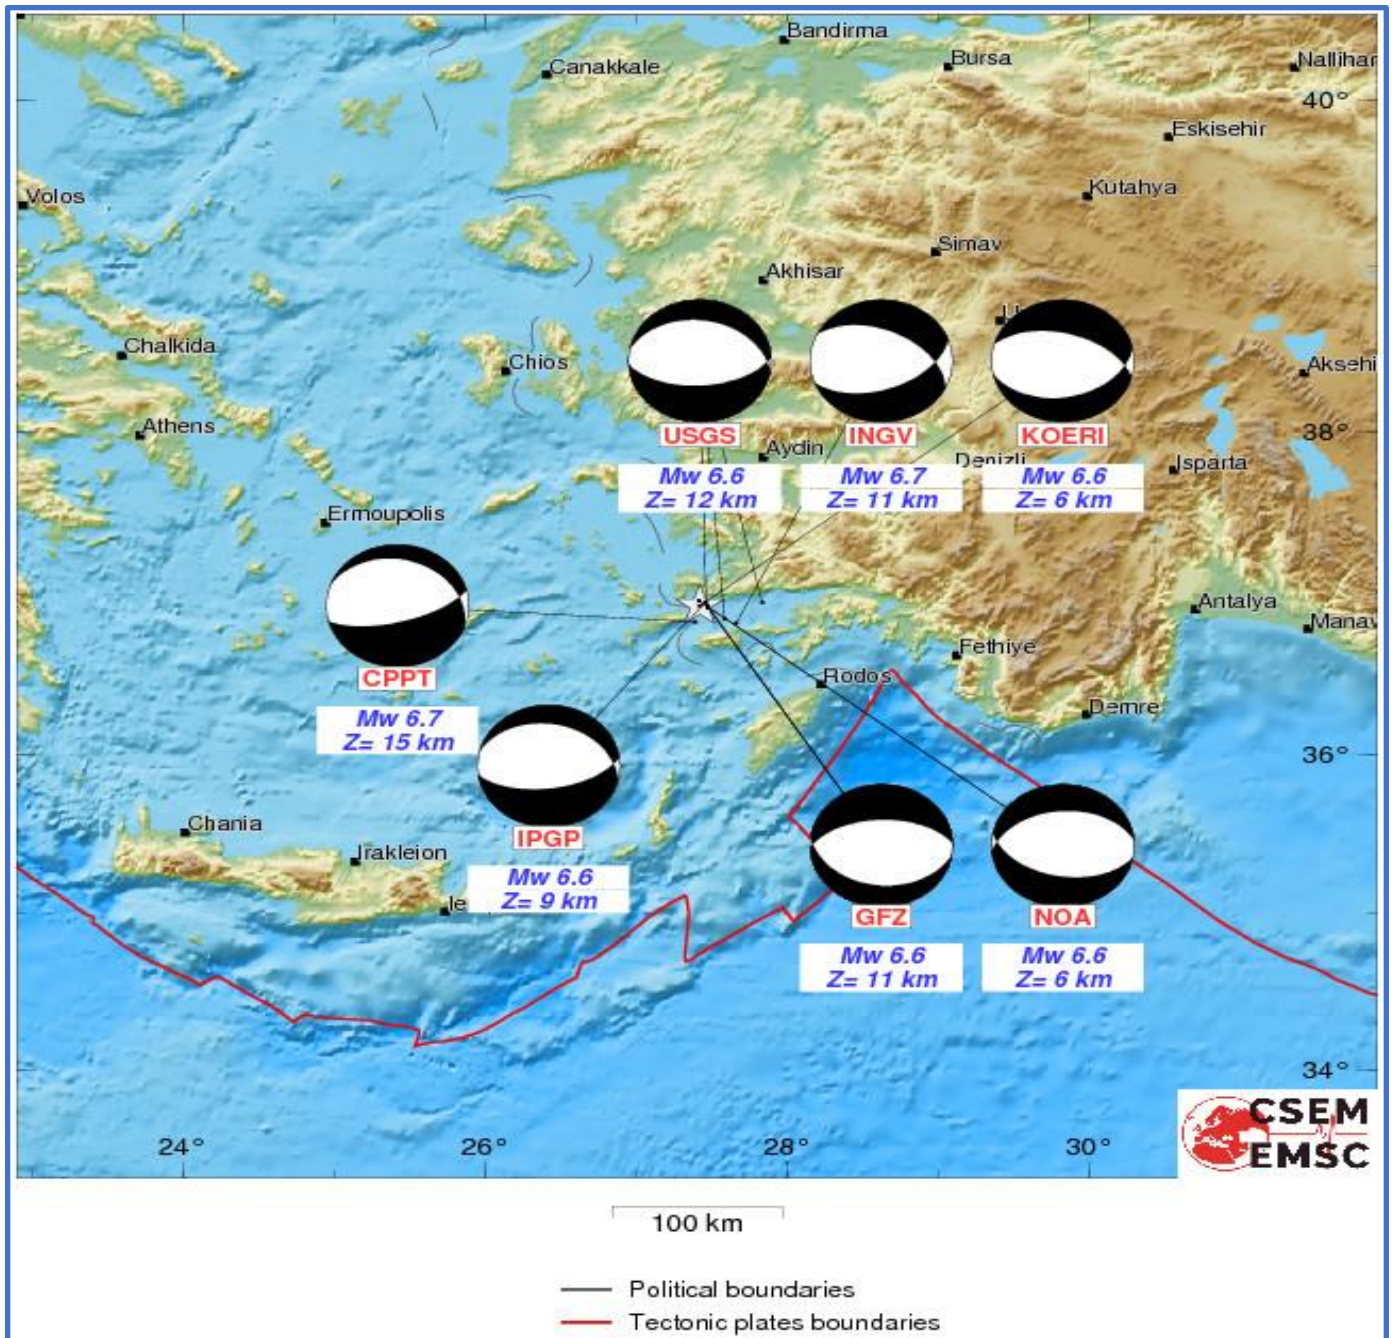 Bandirma
Canakkale
Bursa
Nallihar
40°
Eskisehir
Kutahya
Volos
Simav
Akhisar
Chalkida
Chios
Aksehi
Athens
USGS
INGV
KOERI
38°
Aydin
Denizli
Isparta
Mw 6.6
Z= 12 km
Mw 6.7
Z= 11 km
Mw 6.6
Z= 6 km
Ermoupolis
Antalya
Manav
Fethiye
CPPT
Rodos
Mw 6.7
Z= 15 km
Demre
36°
Chania
IPGP
Irakleion
Mw 6.6
Z= 9 km
Ie
GFZ
NOA
Mw 6.6
Z= 11 km
Mw 6.6
Z= 6 km
34°
CSEM
EMSC
24°
26°
28°
30°
100 km
Political boundaries
Tectonic plates boundaries